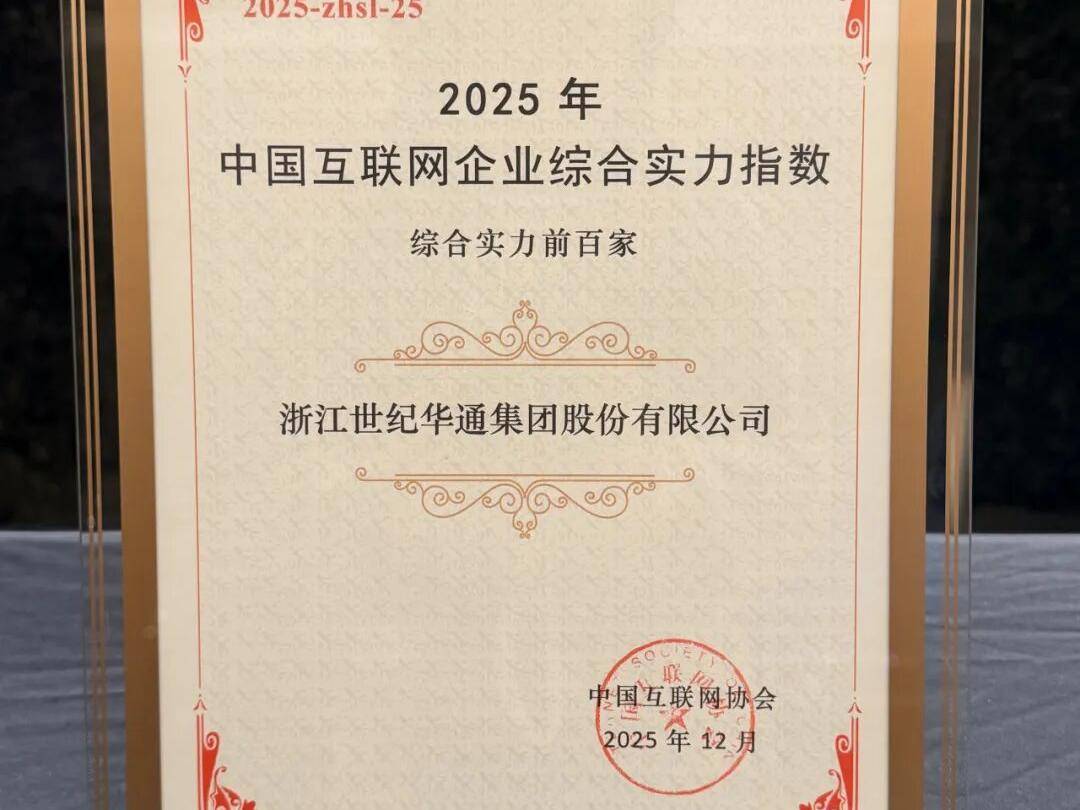 2025-zhsl-25
2025 年
中国互联网企业综合实力指数
综合实力前百家
浙江世纪华通集团股份有限公司
中国互联网协会
2025 年 12 月
SOCIETY O